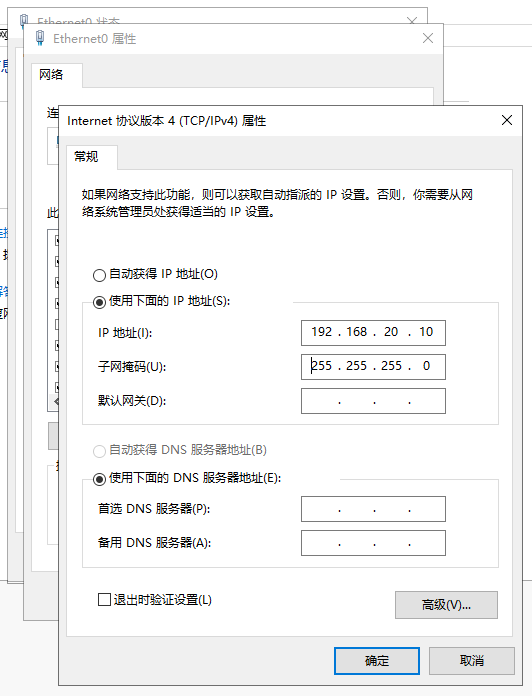 Ethernet0 状态
Ethernet0 属性
网络
Internet 协议版本 4 (TCP/IPv4) 属性
常规
如果网络支持此功能，则可以获取自动指派的 IP 设置。否则，你需要从网
络系统管理员处获得适当的 IP 设置。
自动获得 IP 地址(O)
使用下面的 IP 地址(S):
IP 地址(I):
192 . 168 . 20 . 10
子网掩码(U):
255 . 255 . 255 . 0
默认网关(D):
. . .
自动获得 DNS 服务器地址(B)
使用下面的 DNS 服务器地址(E):
首选 DNS 服务器(P):
. . .
备用 DNS 服务器(A):
. . .
退出时验证设置(L)
高级(V)...
确定
取消